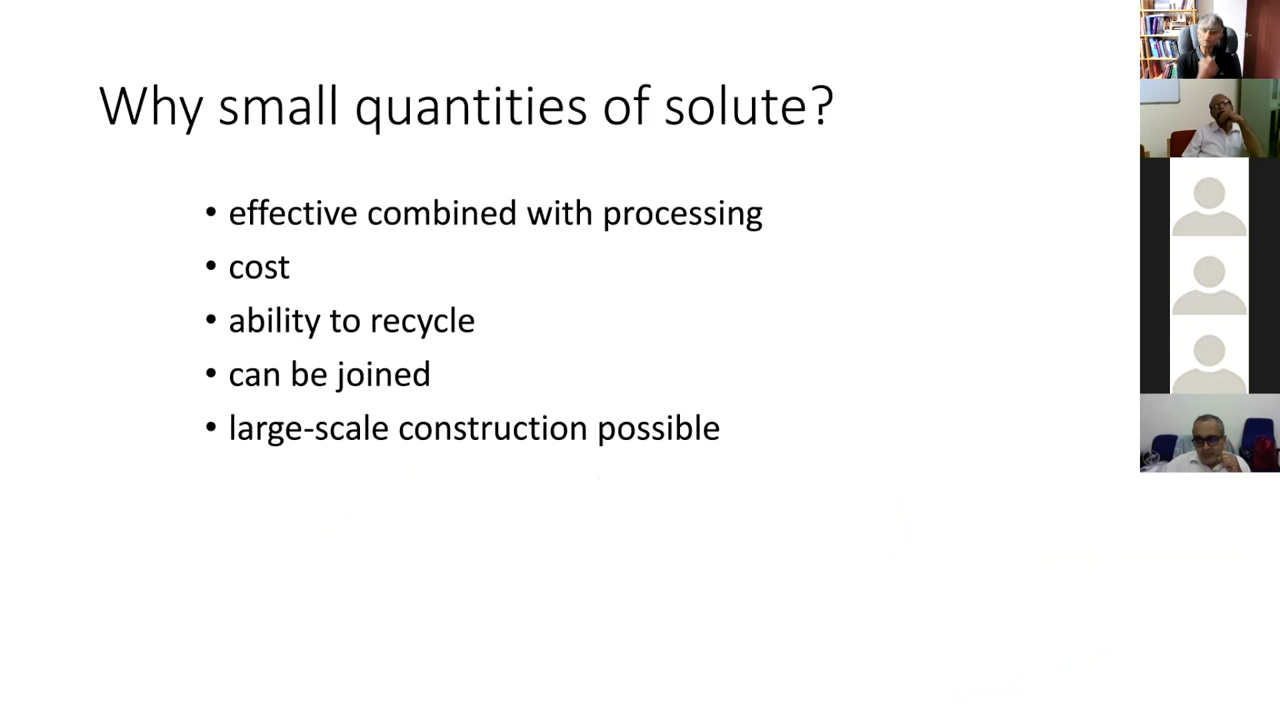 Why small quantities of solute?
• effective combined with processing
• cost
• ability to recycle
• can be joined
• large-scale construction possible